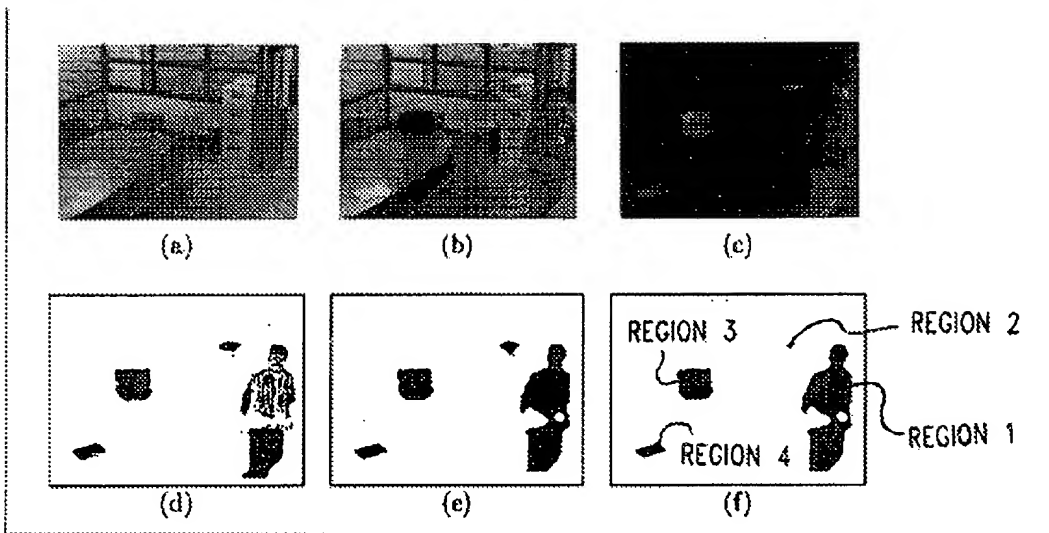 (a) (b) (c)
REGION 3
REGION 2
REGION 1
REGION 4
(d) (e) (f)